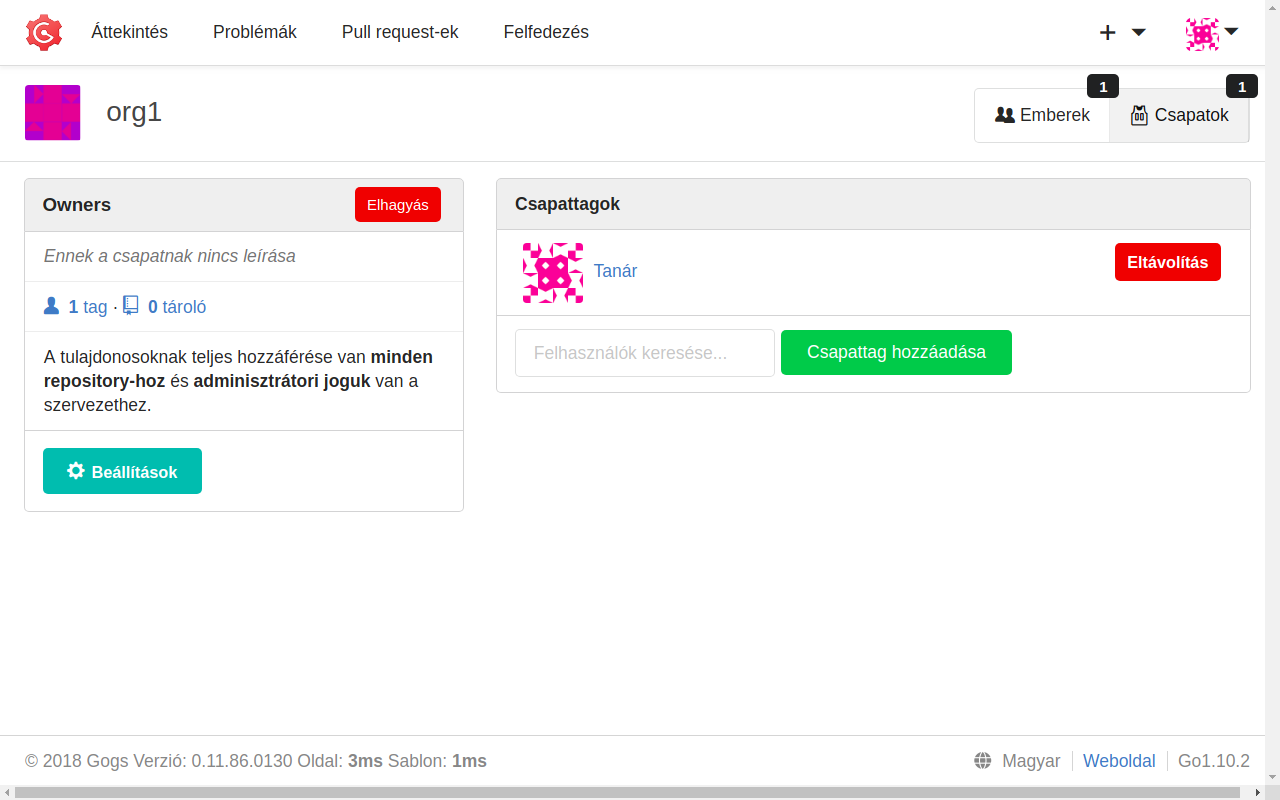 Áttekintés Problémák Pull request-ek Felfedezés
org1
1
Emberek
1
Csapatok
Owners Elhagyás
Ennek a csapatnak nincs leírása
1 tag · 0 tároló
A tulajdonosoknak teljes hozzáférése van minden
repository-hoz és adminisztrátori joguk van a
szervezethez.
Beállítások
Csapattagok
Tanár Eltávolítás
Felhasználók keresése... Csapattag hozzáadása
© 2018 Gogs Verzió: 0.11.86.0130 Oldal: 3ms Sablon: 1ms
Magyar Weboldal Go1.10.2